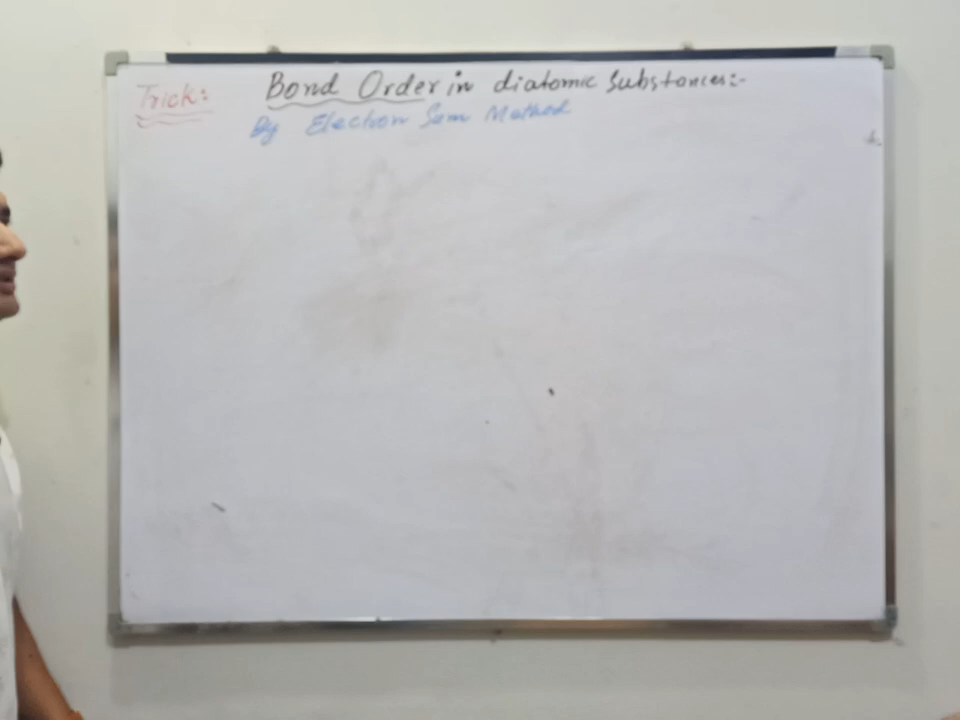 Trick: Bond Order in diatomic substances:-
By Electron Sum Method